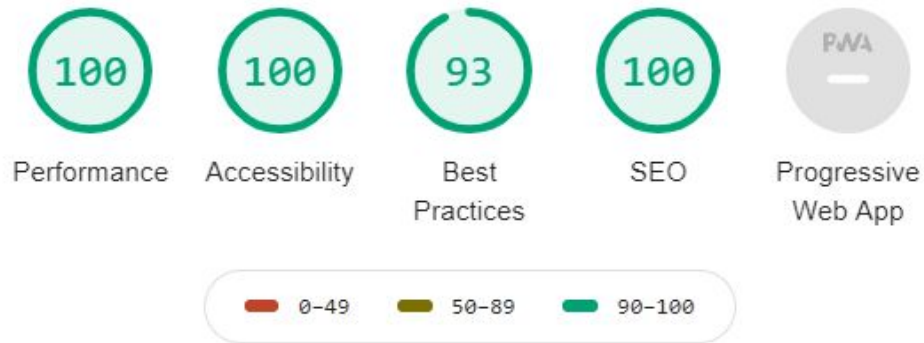 100
100
93
100
PWA
Performance
Accessibility
Best
Practices
SEO
Progressive
Web App
0–49
50–89
90–100